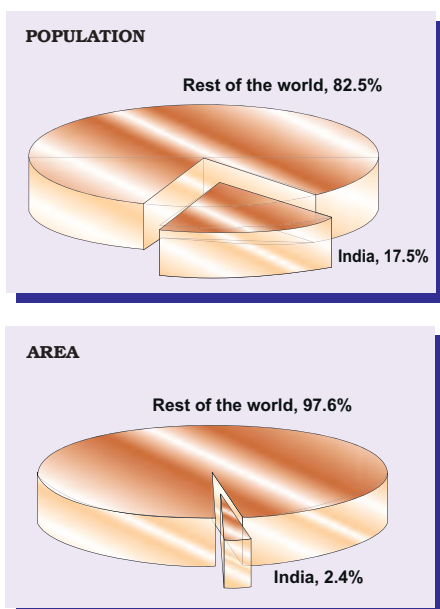 POPULATION
Rest of the world, 82.5%
India, 17.5%
AREA
Rest of the world, 97.6%
India, 2.4%